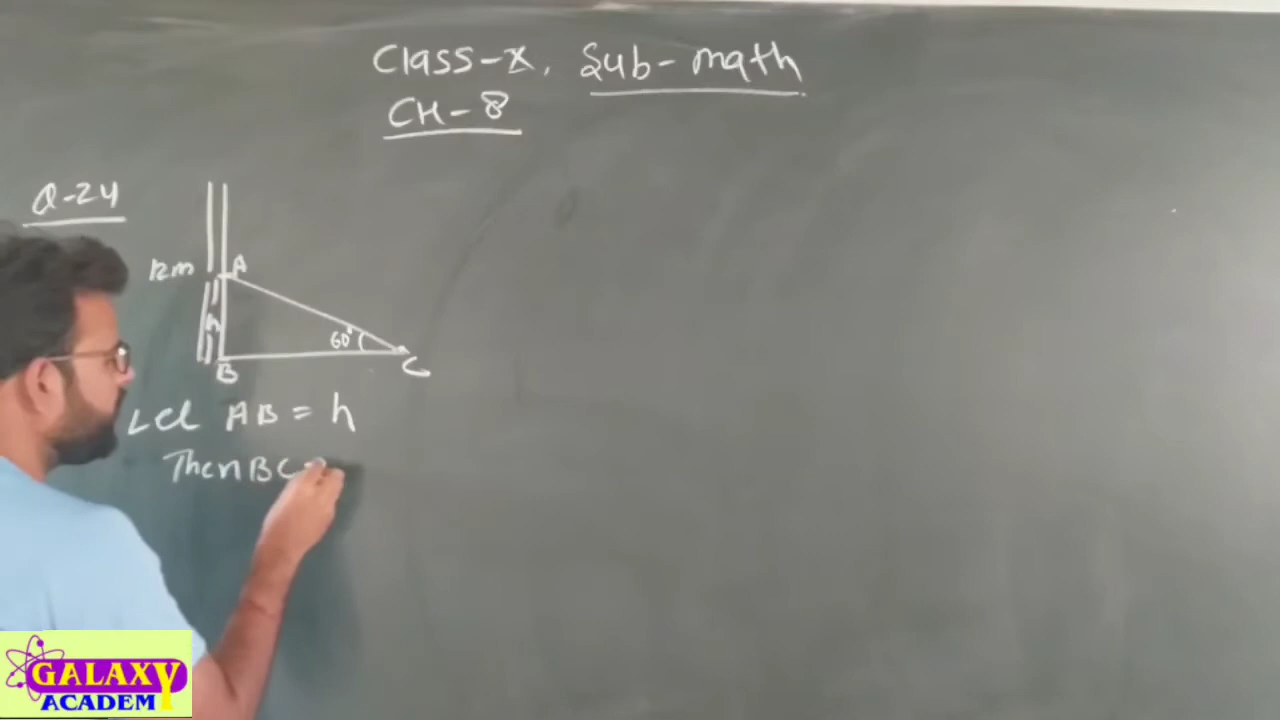 Class-X, Sub-math
CH-8
Q-24
12m
A
h
60°
B
C
Let AB = h
Then BC
GALAXY
ACADEM